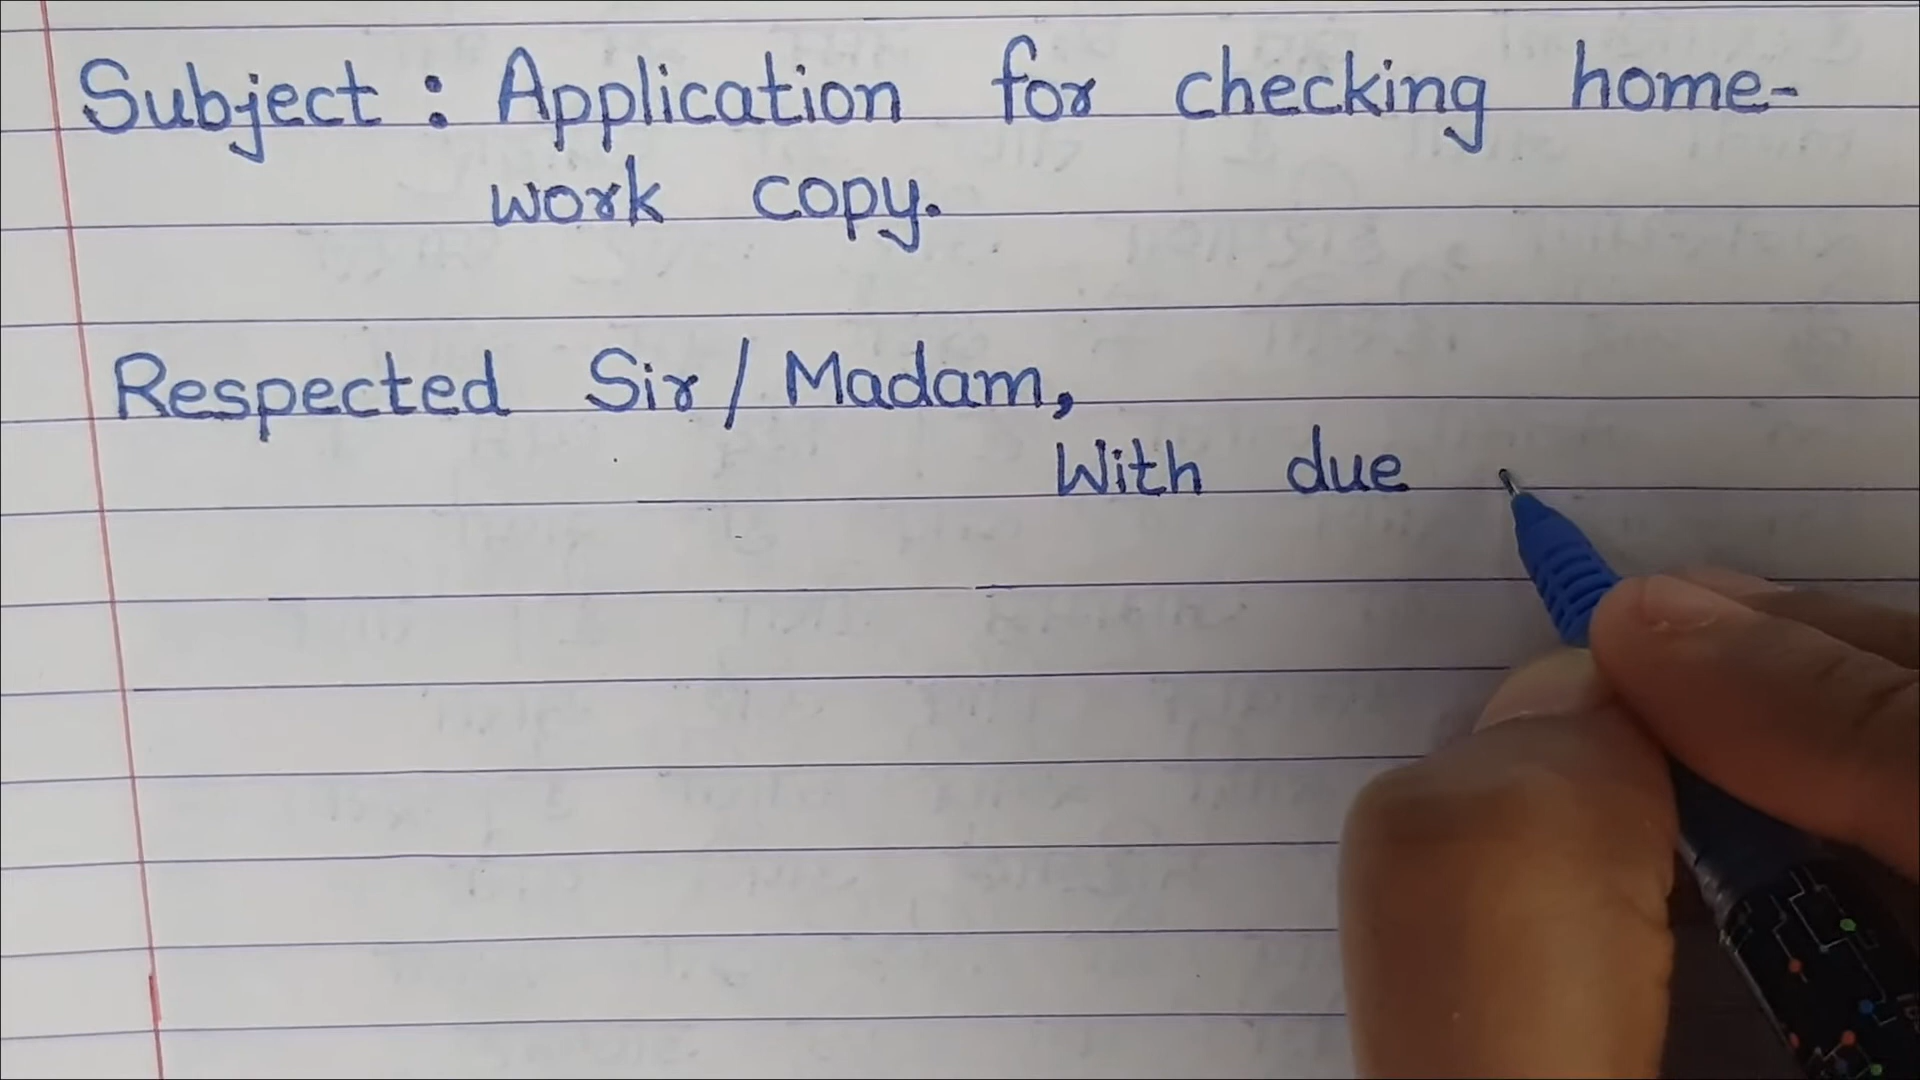 Subject: Application for checking home-
work copy.
Respected Sir/Madam,
With due